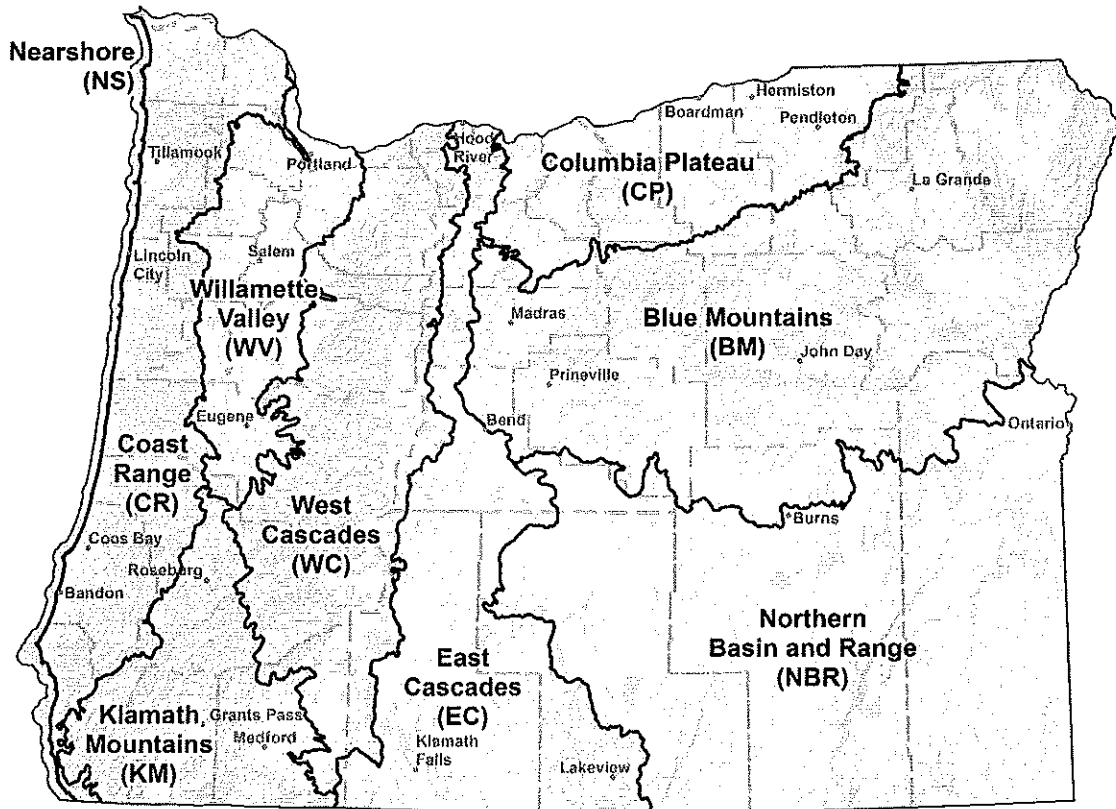 Nearshore
(NS)
Tillamook
Portland
Hood
River
Boardman
Hermiston
Pendleton
Columbia Plateau
(CP)
La Grande
Lincoln
City
Salem
Willamette
Valley
(WV)
Madras
Prineville
Blue Mountains
(BM)
John Day
Eugene
Bend
Ontario
Coast
Range
(CR)
West
Cascades
(WC)
Burns
Coos Bay
Roseburg
Bandon
Northern
Basin and Range
(NBR)
East
Cascades
(EC)
Klamath
Mountains
(KM)
Grants Pass
Medford
Klamath
Falls
Lakeview